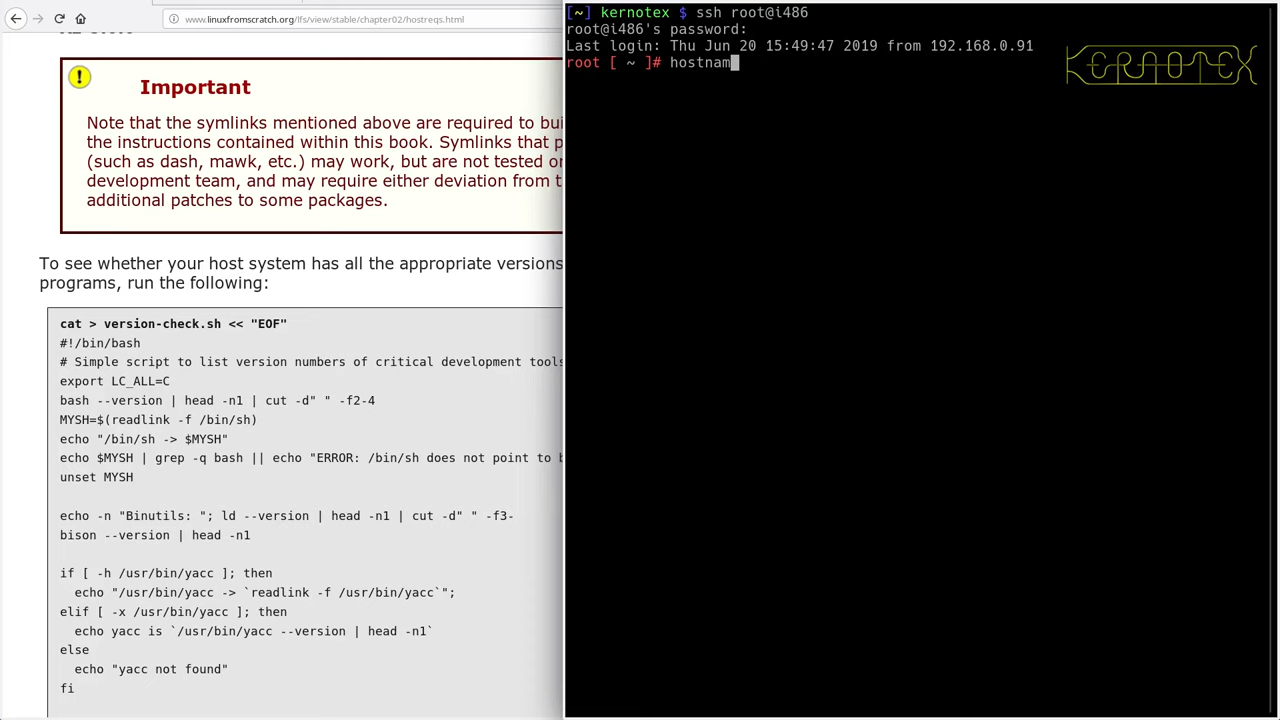 www.linuxfromscratch.org/lfs/view/stable/chapter02/hostreqs.html
Important
Note that the symlinks mentioned above are required to bui
the instructions contained within this book. Symlinks that p
(such as dash, mawk, etc.) may work, but are not tested or
development team, and may require either deviation from t
additional patches to some packages.
To see whether your host system has all the appropriate versions
programs, run the following:
cat > version-check.sh << "EOF"
#!/bin/bash
# Simple script to list version numbers of critical development tools
export LC_ALL=C
bash --version | head -n1 | cut -d" " -f2-4
MYSH=$(readlink -f /bin/sh)
echo "/bin/sh -> $MYSH"
echo $MYSH | grep -q bash || echo "ERROR: /bin/sh does not point to b
unset MYSH
echo -n "Binutils: "; ld --version | head -n1 | cut -d" " -f3-
bison --version | head -n1
if [ -h /usr/bin/yacc ]; then
echo "/usr/bin/yacc -> `readlink -f /usr/bin/yacc`";
elif [ -x /usr/bin/yacc ]; then
echo yacc is `/usr/bin/yacc --version | head -n1`
else
echo "yacc not found"
fi
[~] kernotex $ ssh root@i486
root@i486's password:
Last login: Thu Jun 20 15:49:47 2019 from 192.168.0.91
root [ ~ ]# hostnam
KERNOTEX